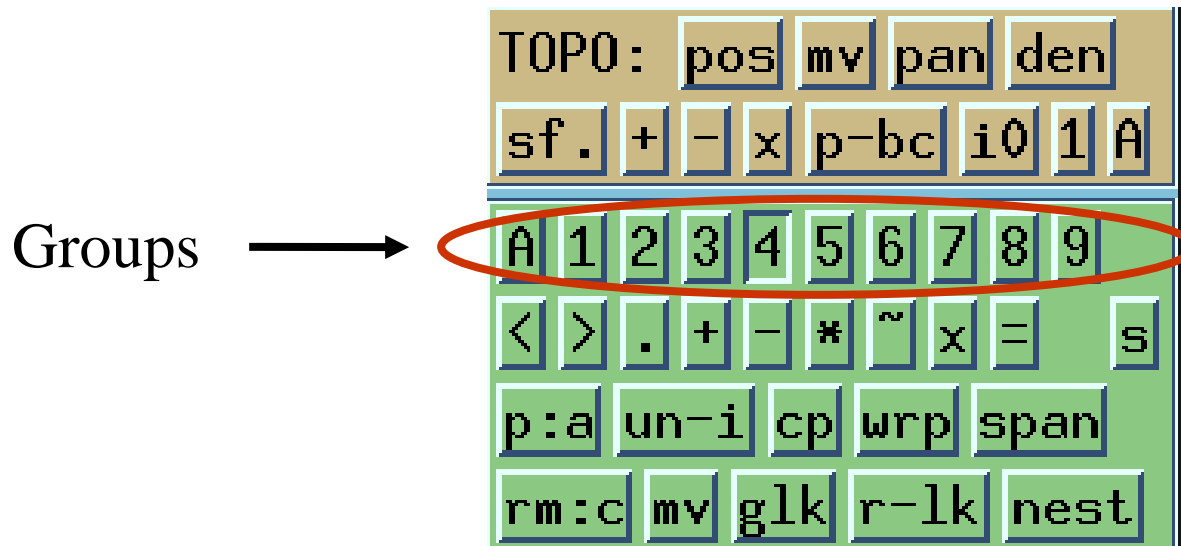 TOPO: pos mv pan den
sf. + - x p-bc i0 1 A
Groups
A 1 2 3 4 5 6 7 8 9
< > . + - * ~ x = s
p:a un-i cp wrp span
rm:c mv glk r-lk nest